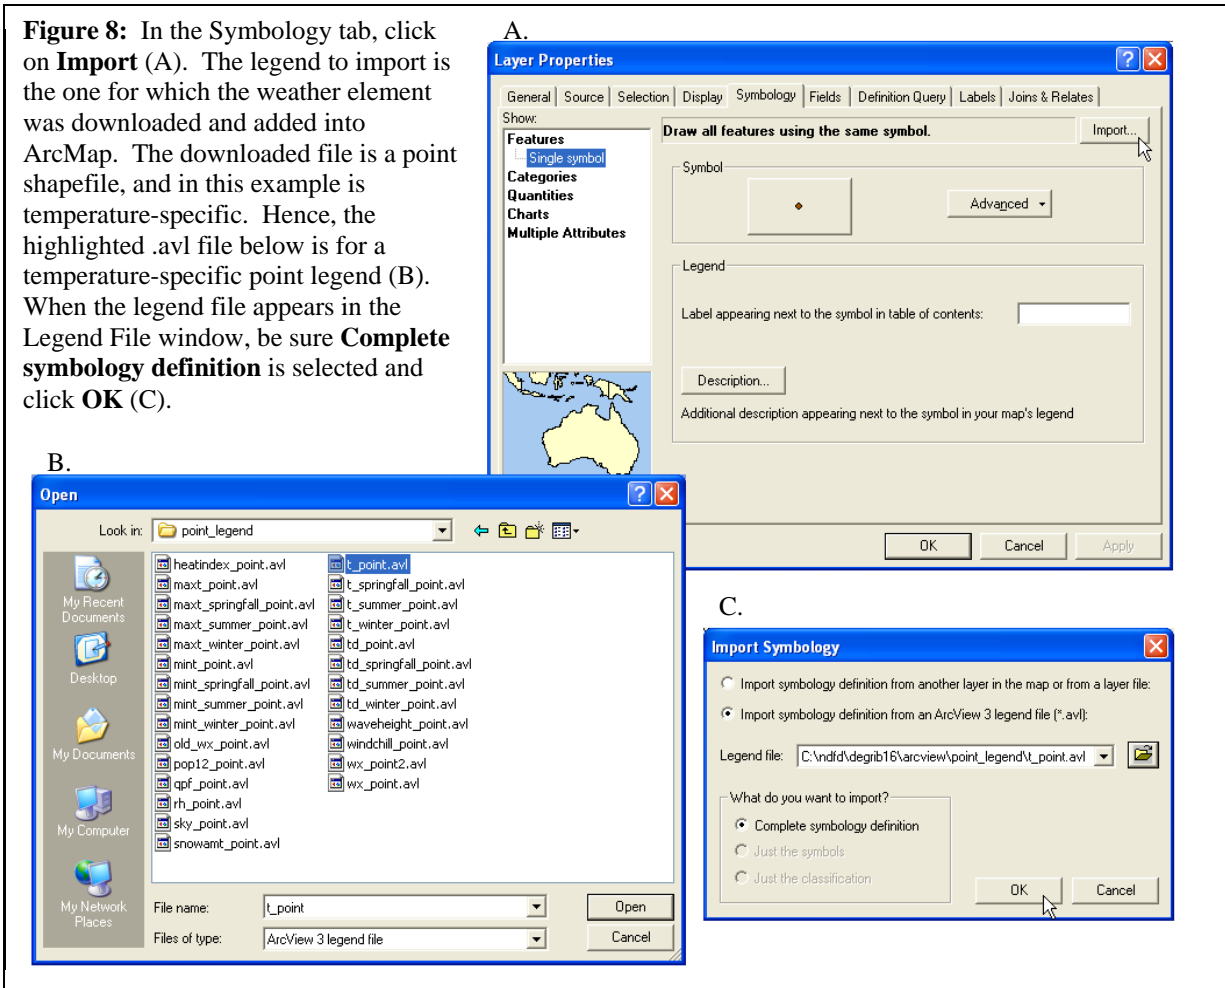 Figure 8:  In the Symbology tab, click
on Import (A).  The legend to import is
the one for which the weather element
was downloaded and added into
ArcMap.  The downloaded file is a point
shapefile, and in this example is
temperature-specific.  Hence, the
highlighted .avl file below is for a
temperature-specific point legend (B).
When the legend file appears in the
Legend File window, be sure Complete
symbology definition is selected and
click OK (C).
A.
Layer Properties
General Source Selection Display Symbology Fields Definition Query Labels Joins & Relates
Show:
Features
Single symbol
Categories
Quantities
Charts
Multiple Attributes
Draw all features using the same symbol.
Import...
Symbol
Advanced
Legend
Label appearing next to the symbol in table of contents:
Description...
Additional description appearing next to the symbol in your map's legend
OK Cancel Apply
B.
Open
Look in: point_legend
My Recent
Documents
Desktop
My Documents
My Computer
My Network
Places
heatindex_point.avl
maxt_point.avl
maxt_springfall_point.avl
maxt_summer_point.avl
maxt_winter_point.avl
mint_point.avl
mint_springfall_point.avl
mint_summer_point.avl
mint_winter_point.avl
old_wx_point.avl
pop12_point.avl
qpf_point.avl
rh_point.avl
sky_point.avl
snowamt_point.avl
t_point.avl
t_springfall_point.avl
t_summer_point.avl
t_winter_point.avl
td_point.avl
td_springfall_point.avl
td_summer_point.avl
td_winter_point.avl
waveheight_point.avl
windchill_point.avl
wx_point2.avl
wx_point.avl
File name: t_point Open
Files of type: ArcView 3 legend file Cancel
C.
Import Symbology
Import symbology definition from another layer in the map or from a layer file:
Import symbology definition from an ArcView 3 legend file (*.avl):
Legend file: C:\ndfd\degrib16\arcview\point_legend\t_point.avl
What do you want to import?
Complete symbology definition
Just the symbols
Just the classification
OK Cancel